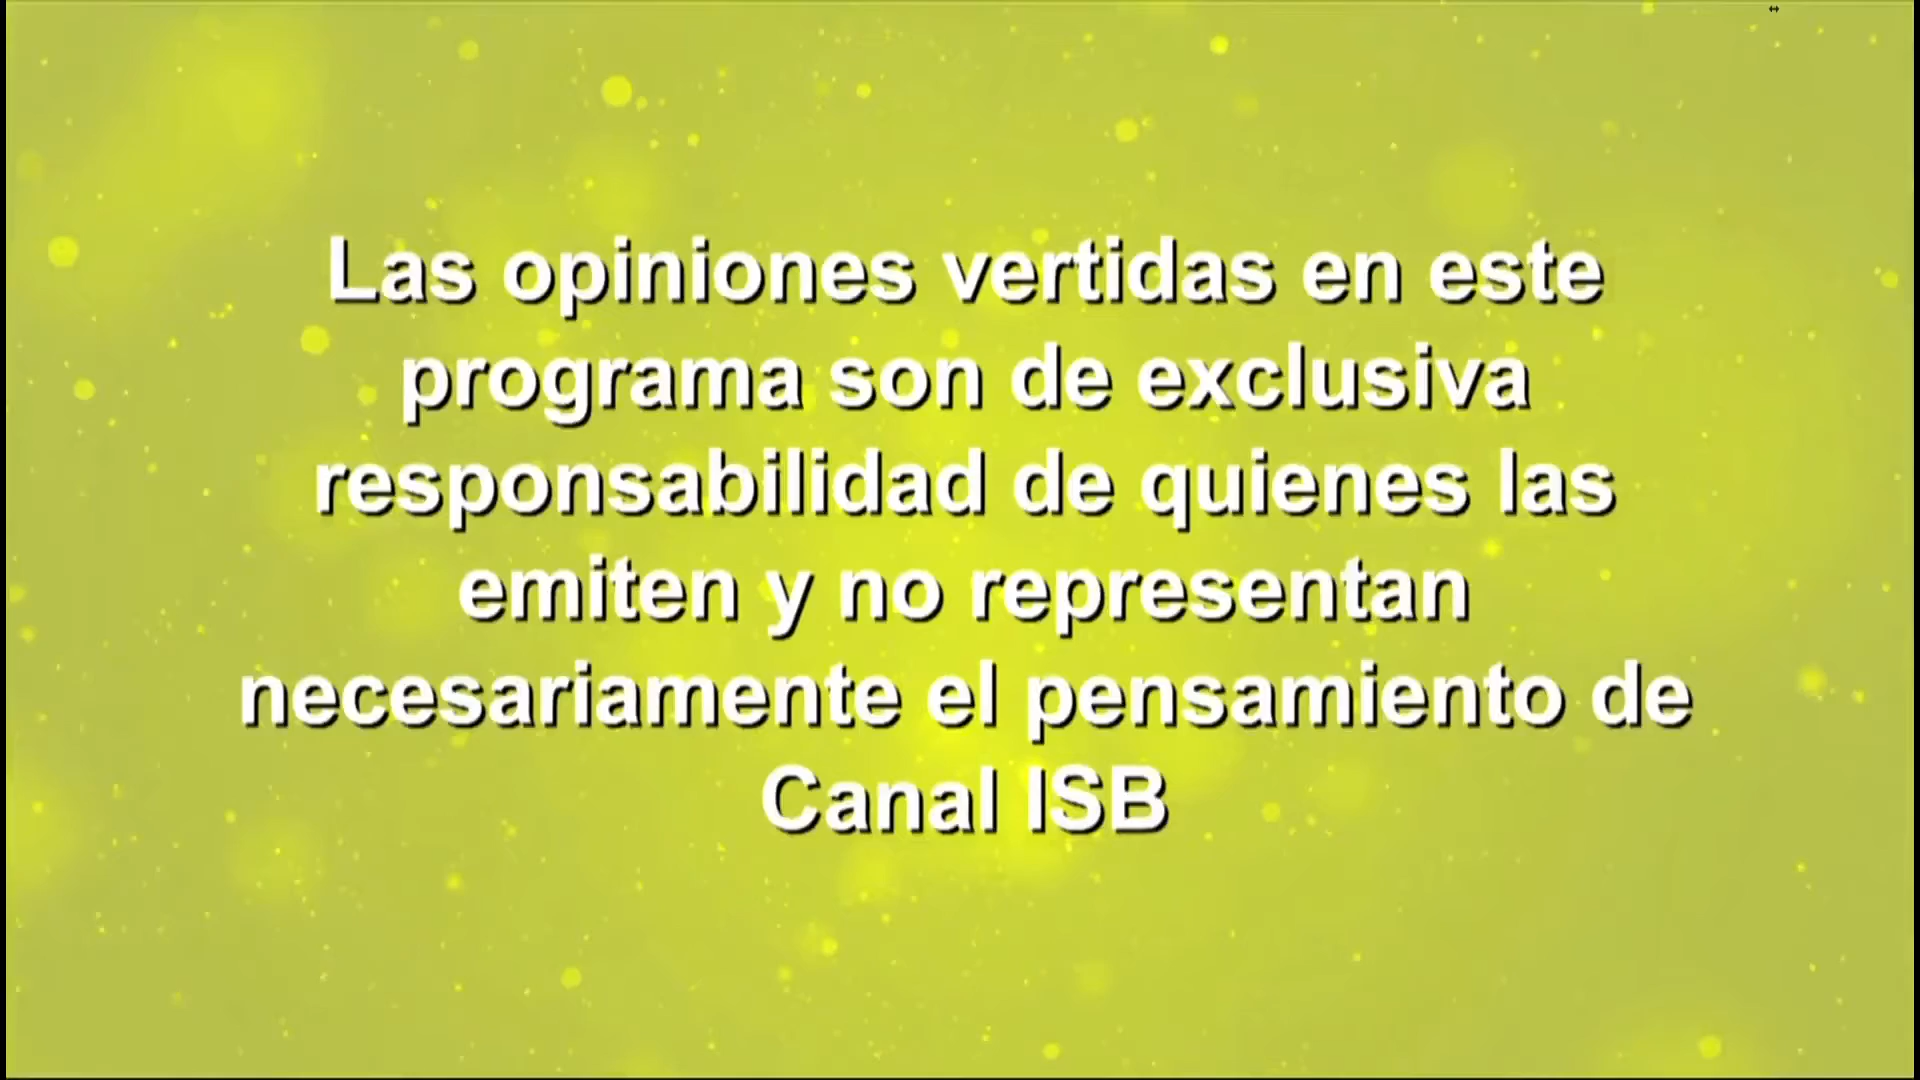 Las opiniones vertidas en este
programa son de exclusiva
responsabilidad de quienes las
emiten y no representan
necesariamente el pensamiento de
Canal ISB